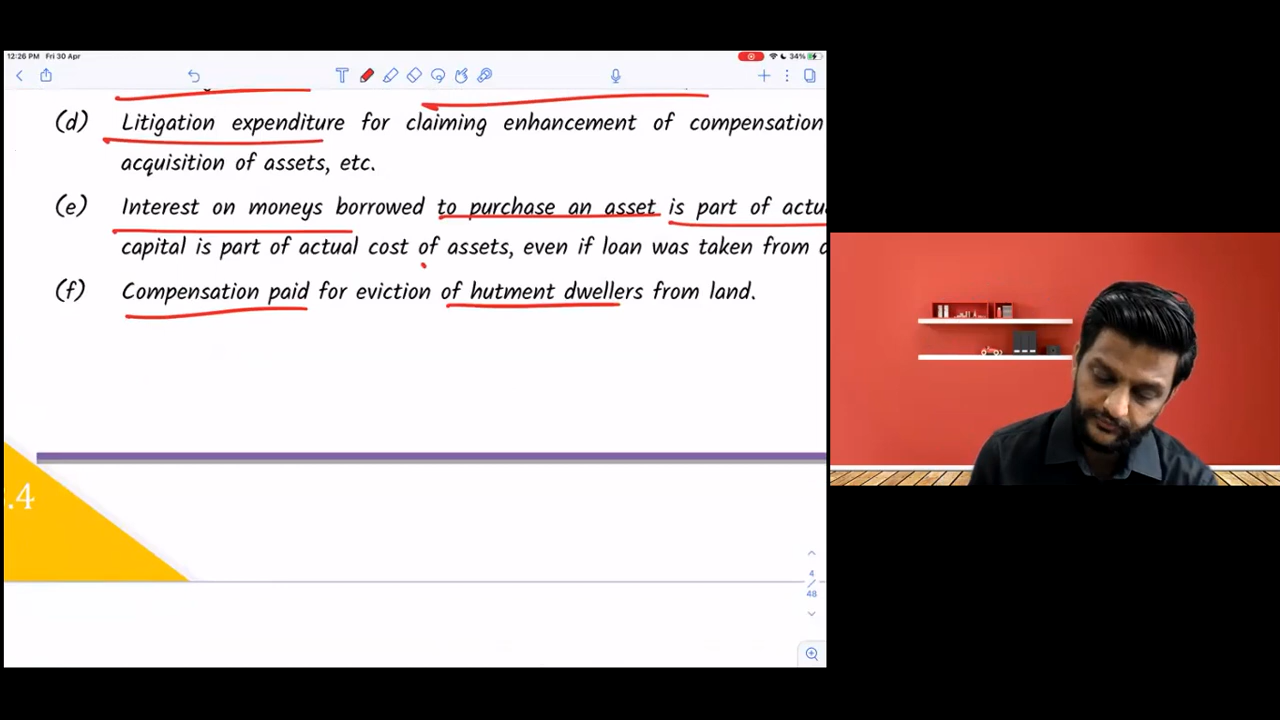 12:26 PM Fri 30 Apr
34%
T
(d) Litigation expenditure for claiming enhancement of compensation
acquisition of assets, etc.
(e) Interest on moneys borrowed to purchase an asset is part of
capital is part of actual cost of assets, even if loan was taken from
(f) Compensation paid for eviction of hutment dwellers from land.
.4
4
48